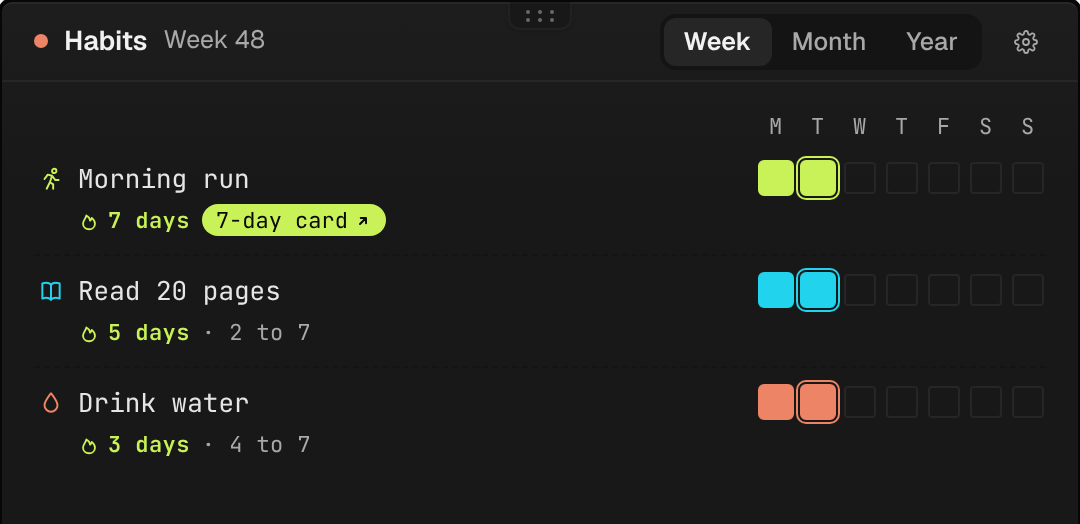 Habits Week 48 Week Month Year
M T W T F S S
Morning run
7 days 7-day card ↗
Read 20 pages
5 days · 2 to 7
Drink water
3 days · 4 to 7